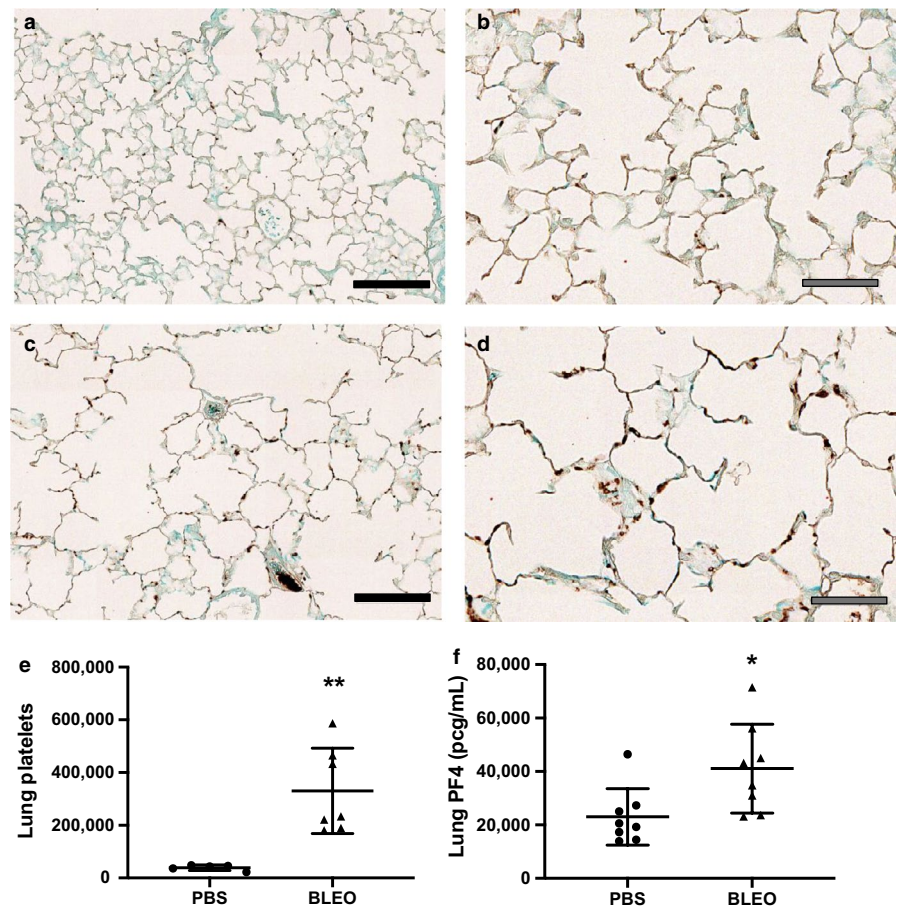 a
b
c
d
e
800,000
600,000
400,000
200,000
0
Lung platelets
**
PBS
BLEO
f
80,000
60,000
40,000
20,000
0
Lung PF4 (pcg/mL)
*
PBS
BLEO